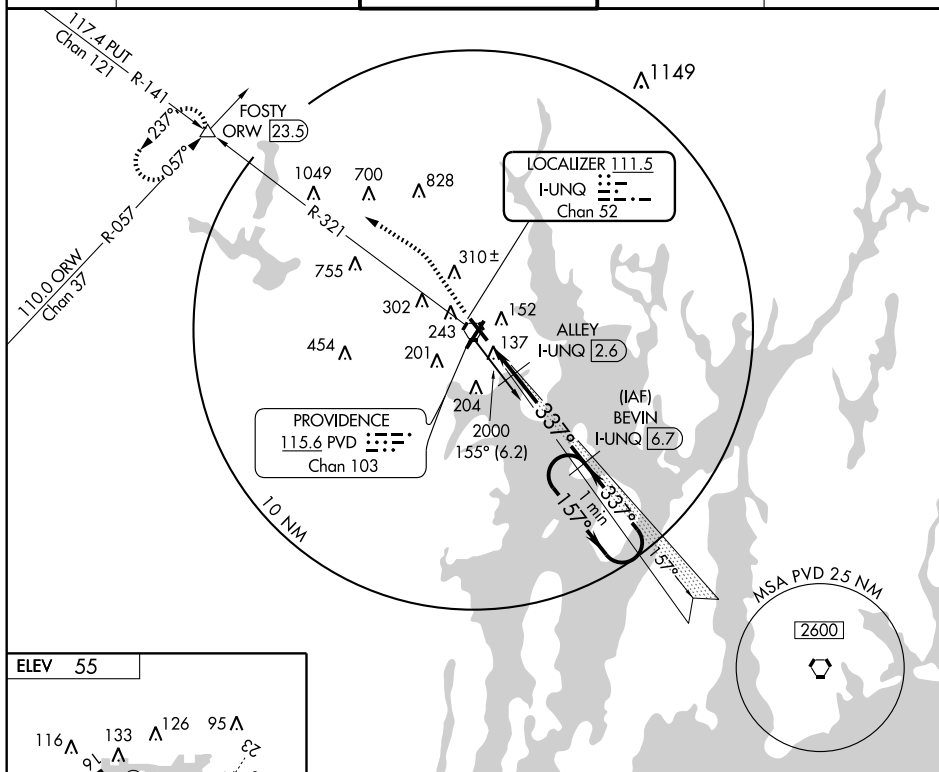 117.4 PUT
Chan 121
R-141
1149
FOSTY
ORW 23.5
237°
057°
R-057
110.0 ORW
Chan 37
1049
700
828
R-321
LOCALIZER 111.5
I-UNQ
Chan 52
755
310±
302
243
152
454
201
137
ALLEY
I-UNQ 2.6
204
(IAF)
BEVIN
I-UNQ 6.7
PROVIDENCE
115.6 PVD
Chan 103
2000
155° (6.2)
337°
337°
1 min
157°
157°
10 NM
MSA PVD 25 NM
2600
ELEV 55
116
133
126
95
16
23